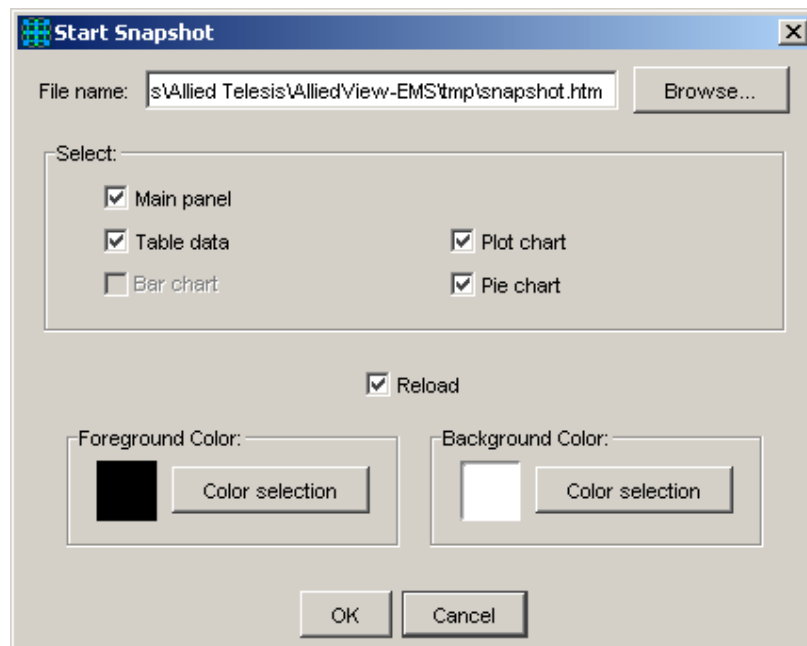 Start Snapshot
File name: s\Allied Telesis\AlliedView-EMS\tmp\snapshot.htm Browse...
Select:
Main panel
Table data Plot chart
Bar chart Pie chart
Reload
Foreground Color: Background Color:
Color selection Color selection
OK Cancel